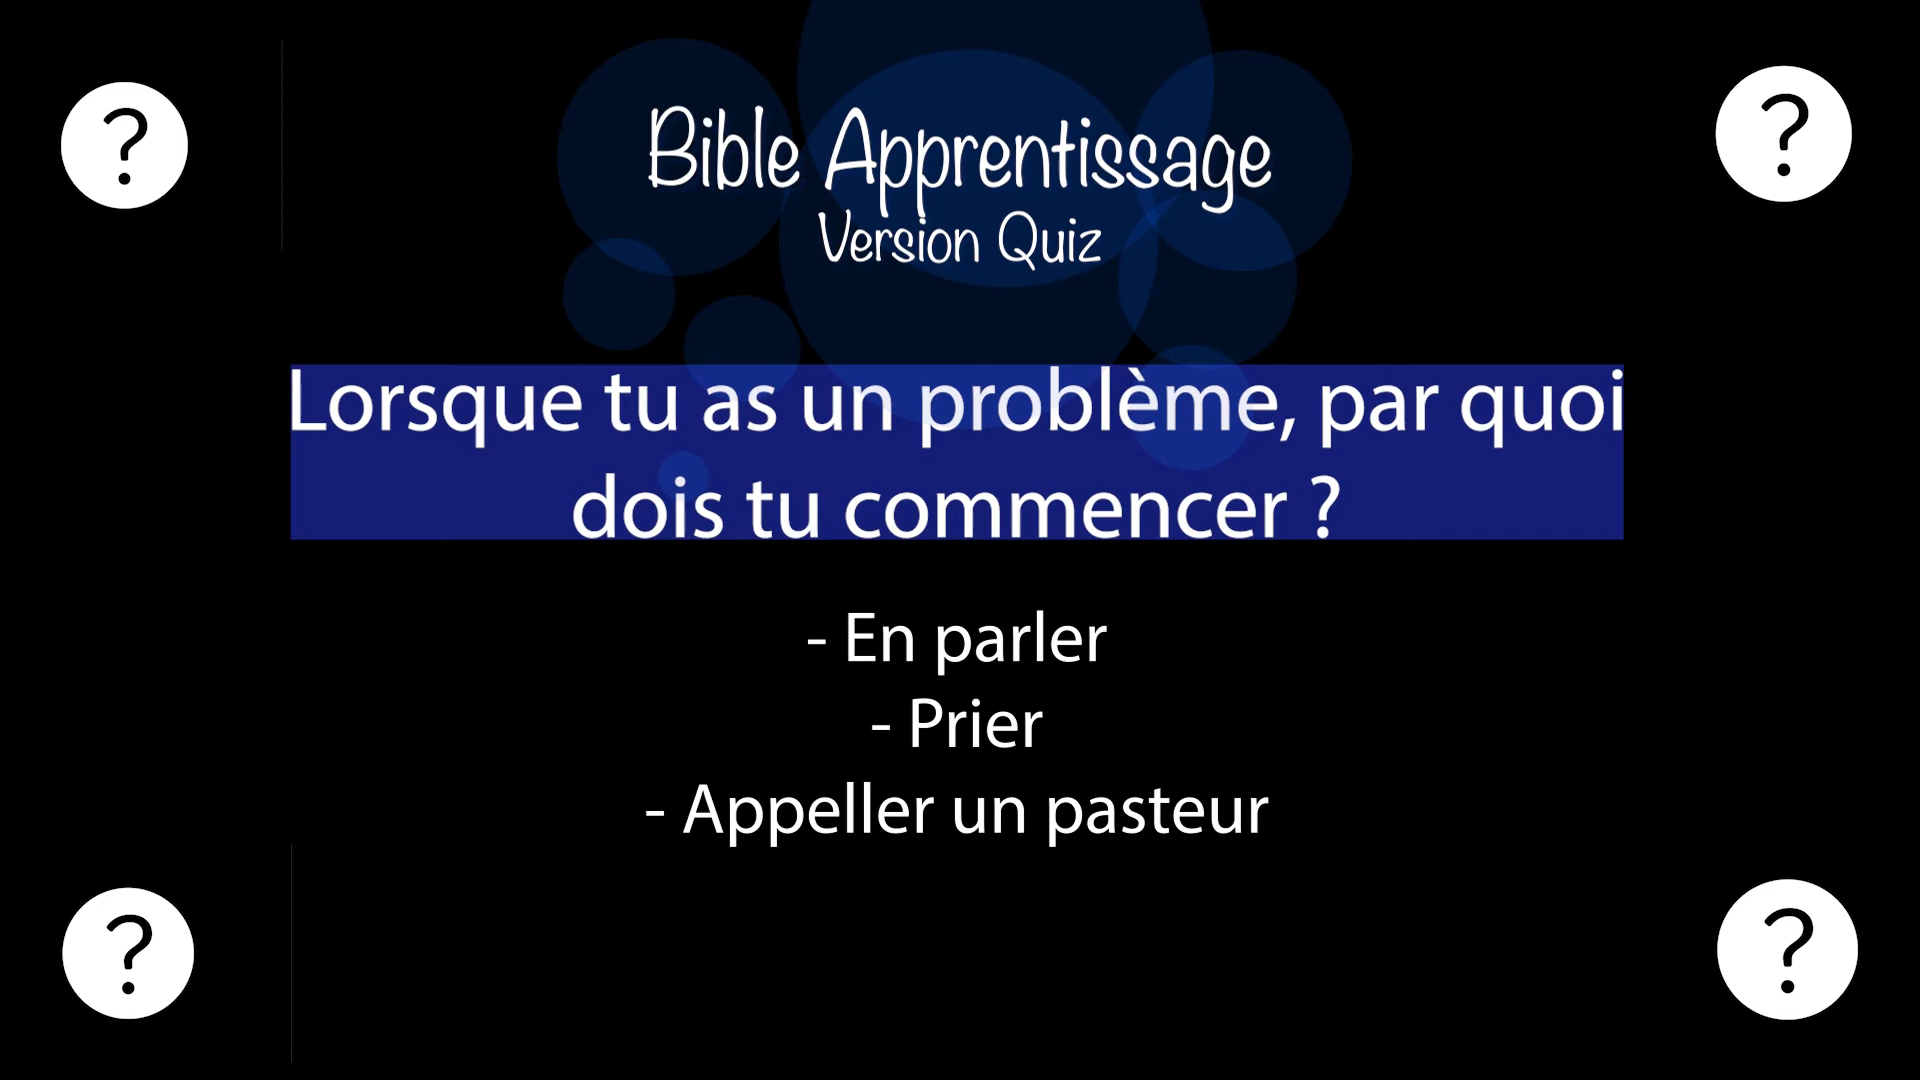 ?
?
Bible Apprentissage
Version Quiz
Lorsque tu as un problème, par quoi
dois tu commencer ?
- En parler
- Prier
- Appeller un pasteur
?
?